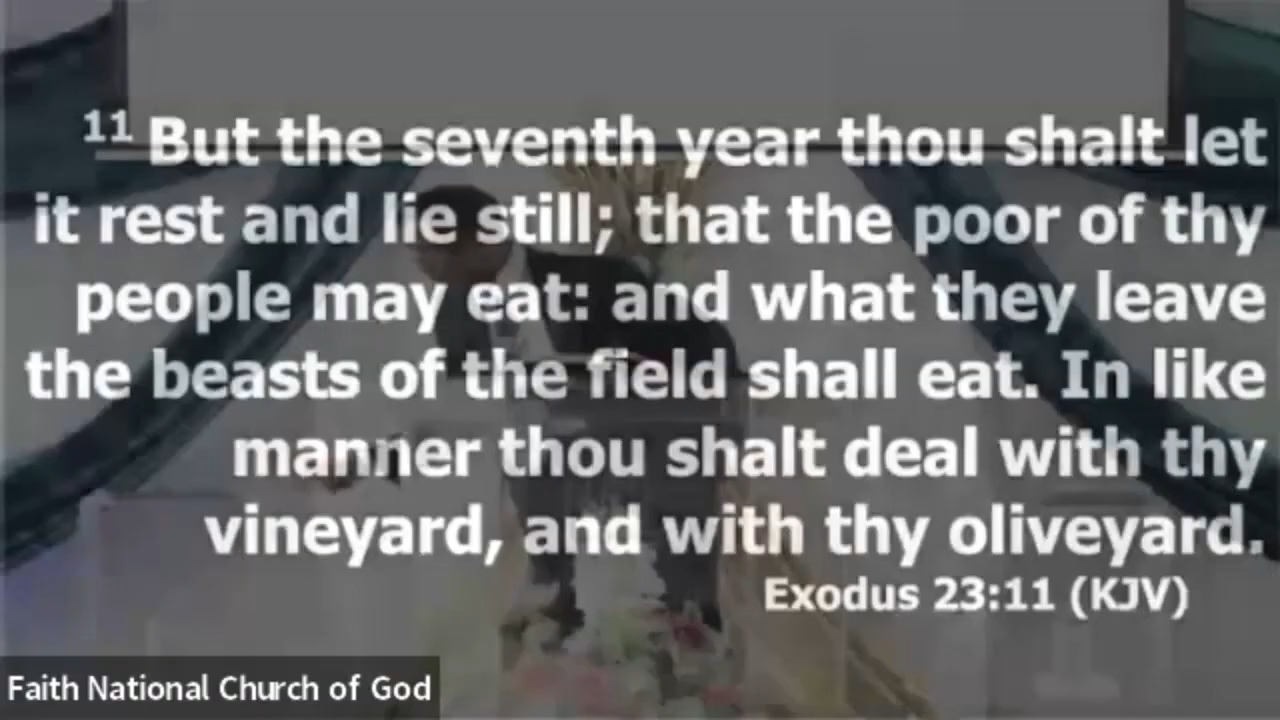 11 But the seventh year thou shalt let
it rest and lie still; that the poor of thy
people may eat: and what they leave
the beasts of the field shall eat. In like
manner thou shalt deal with thy
vineyard, and with thy oliveyard.
Exodus 23:11 (KJV)
Faith National Church of God